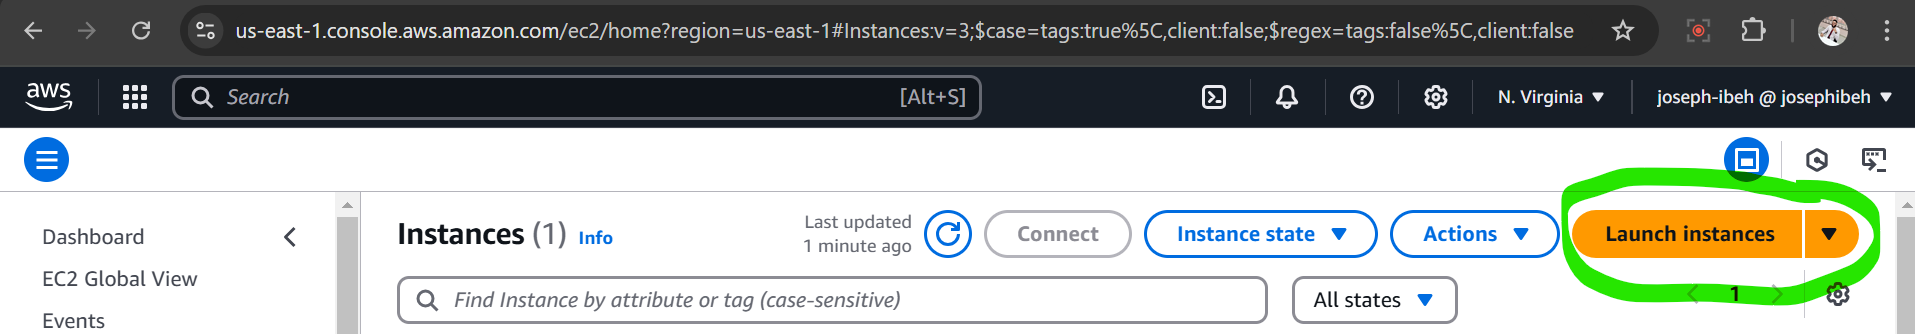 us-east-1.console.aws.amazon.com/ec2/home?region=us-east-1#Instances:v=3;$case=tags:true%5C,client:false;$regex=tags:false%5C,client:false
aws
Search
[Alt+S]
N. Virginia
joseph-ibeh @ josephibeh
Dashboard
EC2 Global View
Events
Instances (1) Info
Last updated
1 minute ago
Connect
Instance state
Actions
Launch instances
Find Instance by attribute or tag (case-sensitive)
All states
1